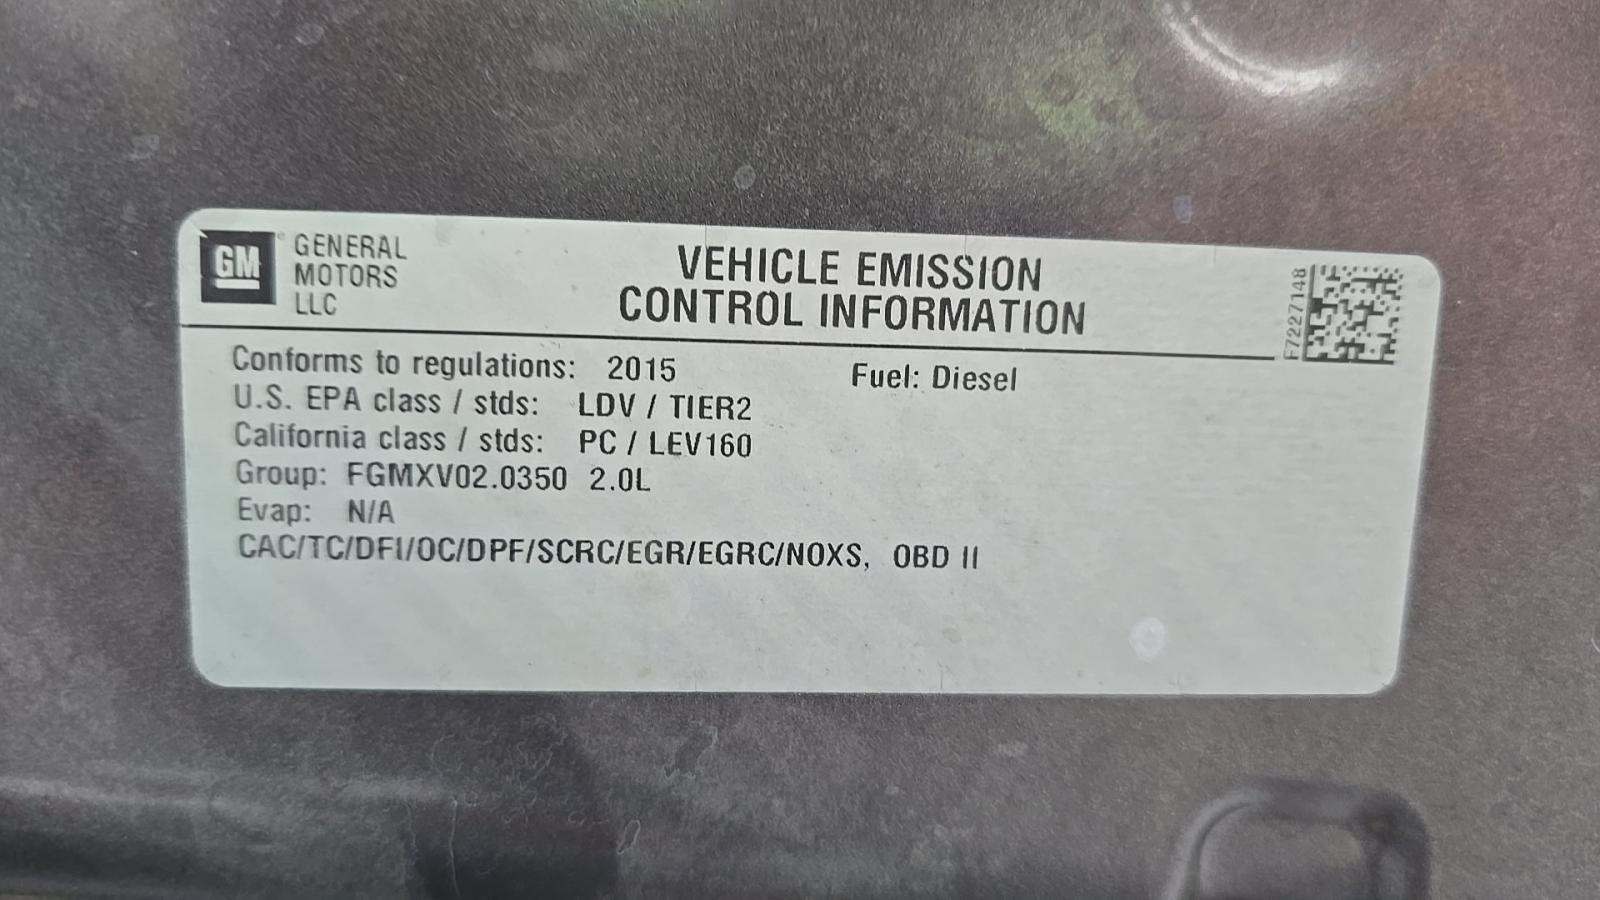 GM GENERAL MOTORS LLC
VEHICLE EMISSION
CONTROL INFORMATION
F7227148
Conforms to regulations: 2015 Fuel: Diesel
U.S. EPA class / stds: LDV / TIER2
California class / stds: PC / LEV160
Group: FGMXV02.0350 2.0L
Evap: N/A
CAC/TC/DFI/OC/DPF/SCRC/EGR/EGRC/NOXS, OBD II